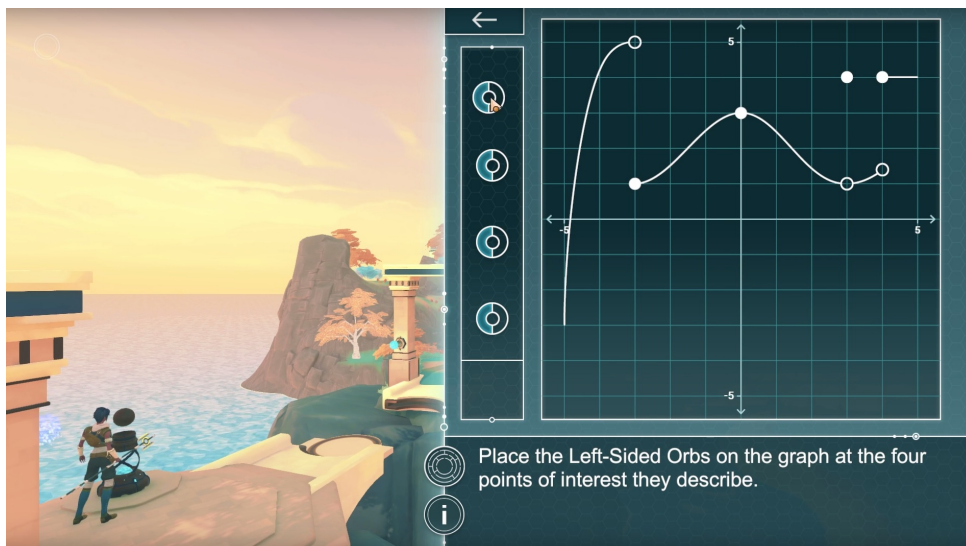 5
-5
5
-5
Place the Left-Sided Orbs on the graph at the four
points of interest they describe.
i